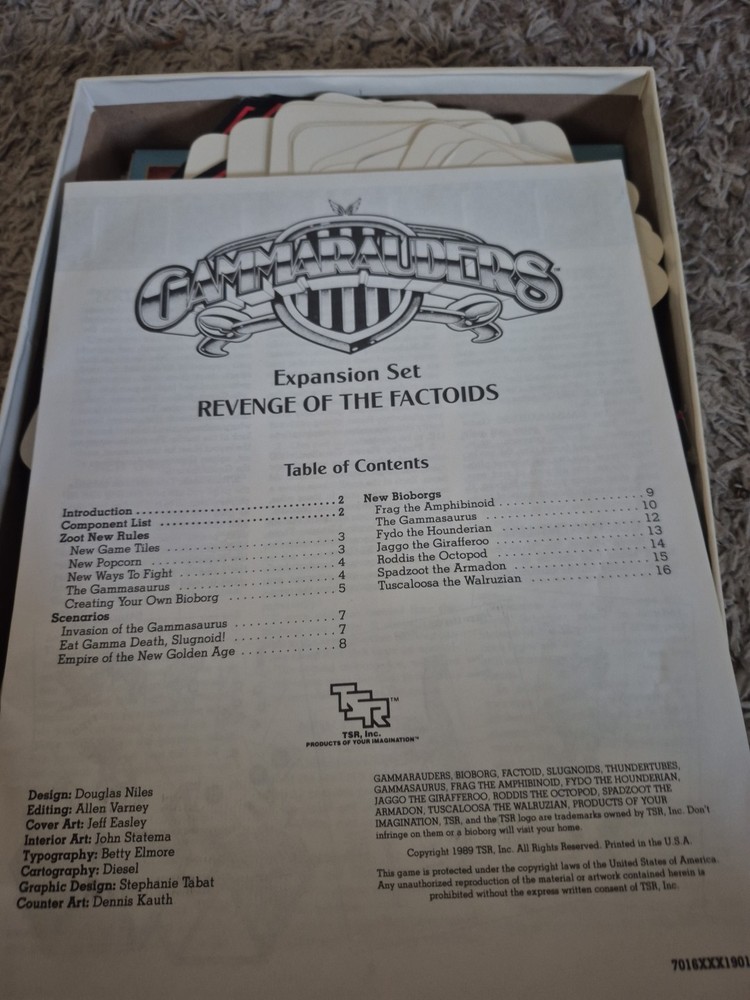 GAMMARAUDERS™
Expansion Set
REVENGE OF THE FACTOIDS
Table of Contents
Introduction . . . . . . . . . . . . . . . . . . . . . . . . . . . . . 2
Component List . . . . . . . . . . . . . . . . . . . . . . . . . . 2
Zoot New Rules
New Game Tiles . . . . . . . . . . . . . . . . . . . . . . . . 3
New Popcorn . . . . . . . . . . . . . . . . . . . . . . . . . . . 4
New Ways To Fight . . . . . . . . . . . . . . . . . . . . . . 4
The Gammasaurus . . . . . . . . . . . . . . . . . . . . . . 5
Creating Your Own Bioborg . . . . . . . . . . . . . . . 3
Scenarios
Invasion of the Gammasaurus . . . . . . . . . . . . . 7
Eat Gamma Death, Slugnoid! . . . . . . . . . . . . . . 7
Empire of the New Golden Age . . . . . . . . . . . . 8
New Bioborgs
Frag the Amphibinoid . . . . . . . . . . . . . . . . . . . . 9
The Gammasaurus . . . . . . . . . . . . . . . . . . . . . . 10
Fydo the Hounderian . . . . . . . . . . . . . . . . . . . . 12
Jaggo the Girafferoo . . . . . . . . . . . . . . . . . . . . . 13
Roddis the Octopod . . . . . . . . . . . . . . . . . . . . . 14
Spadzoot the Armadon . . . . . . . . . . . . . . . . . . . 15
Tuscaloosa the Walruzian . . . . . . . . . . . . . . . . 16
TSR™
TSR, Inc.
PRODUCTS OF YOUR IMAGINATION™
Design: Douglas Niles
Editing: Allen Varney
Cover Art: Jeff Easley
Interior Art: John Statema
Typography: Betty Elmore
Cartography: Diesel
Graphic Design: Stephanie Tabat
Counter Art: Dennis Kauth
GAMMARAUDERS, BIOBORG, FACTOID, SLUGNOIDS, THUNDERTUBES,
GAMMASAURUS, FRAG THE AMPHIBINOID, FYDO THE HOUNDERIAN,
JAGGO THE GIRAFFEROO, RODDIS THE OCTOPOD, SPADZOOT THE
ARMADON, TUSCALOOSA THE WALRUZIAN, PRODUCTS OF YOUR
IMAGINATION, TSR, and the TSR logo are trademarks owned by TSR, Inc. Don't
infringe on them or a bioborg will visit your home.
Copyright 1989 TSR, Inc. All Rights Reserved. Printed in the U.S.A.
This game is protected under the copyright laws of the United States of America.
Any unauthorized reproduction of the material or artwork contained herein is
prohibited without the express written consent of TSR, Inc.
7016XXX1901